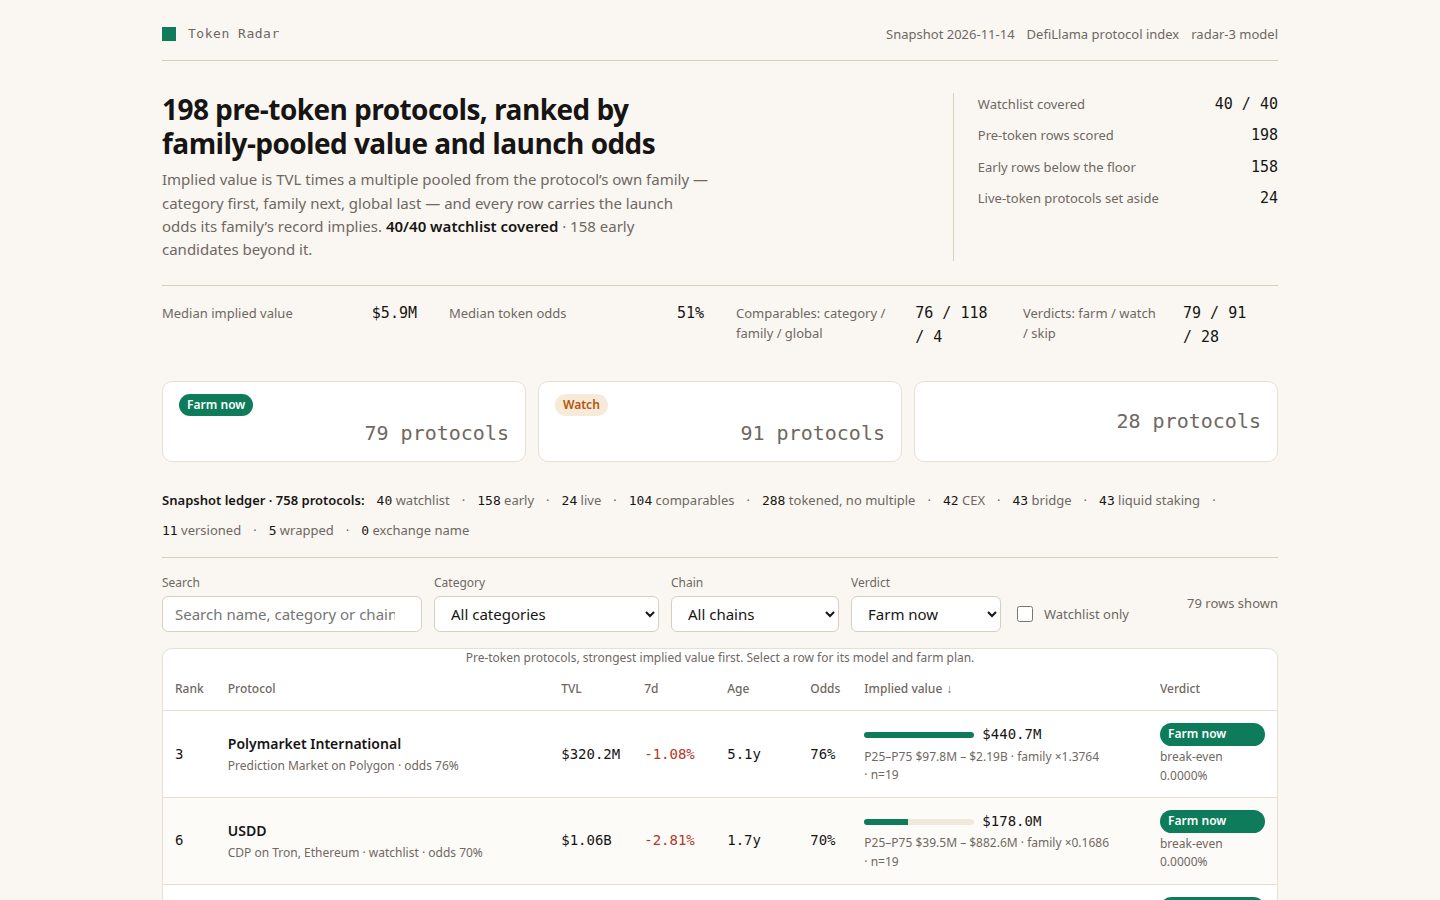 Token Radar
Snapshot 2026-11-14 DefiLlama protocol index radar-3 model
198 pre-token protocols, ranked by
family-pooled value and launch odds
Implied value is TVL times a multiple pooled from the protocol’s own family —
category first, family next, global last — and every row carries the launch
odds its family’s record implies. 40/40 watchlist covered · 158 early
candidates beyond it.
Watchlist covered 40 / 40
Pre-token rows scored 198
Early rows below the floor 158
Live-token protocols set aside 24
Median implied value $5.9M
Median token odds 51%
Comparables: category /
family / global
76 / 118
/ 4
Verdicts: farm / watch
/ skip
79 / 91
/ 28
Farm now
79 protocols
Watch
91 protocols
28 protocols
Snapshot ledger · 758 protocols: 40 watchlist · 158 early · 24 live · 104 comparables · 288 tokened, no multiple · 42 CEX · 43 bridge · 43 liquid staking ·
11 versioned · 5 wrapped · 0 exchange name
Search
Category
Chain
Verdict
Search name, category or chain
All categories
All chains
Farm now
Watchlist only
79 rows shown
Pre-token protocols, strongest implied value first. Select a row for its model and farm plan.
Rank Protocol TVL 7d Age Odds Implied value ↓ Verdict
3
Polymarket International
Prediction Market on Polygon · odds 76%
$320.2M
-1.08%
5.1y
76%
$440.7M
P25–P75 $97.8M – $2.19B · family ×1.3764
· n=19
Farm now
break-even
0.0000%
6
USDD
CDP on Tron, Ethereum · watchlist · odds 70%
$1.06B
-2.81%
1.7y
70%
$178.0M
P25–P75 $39.5M – $882.6M · family ×0.1686
· n=19
Farm now
break-even
0.0000%